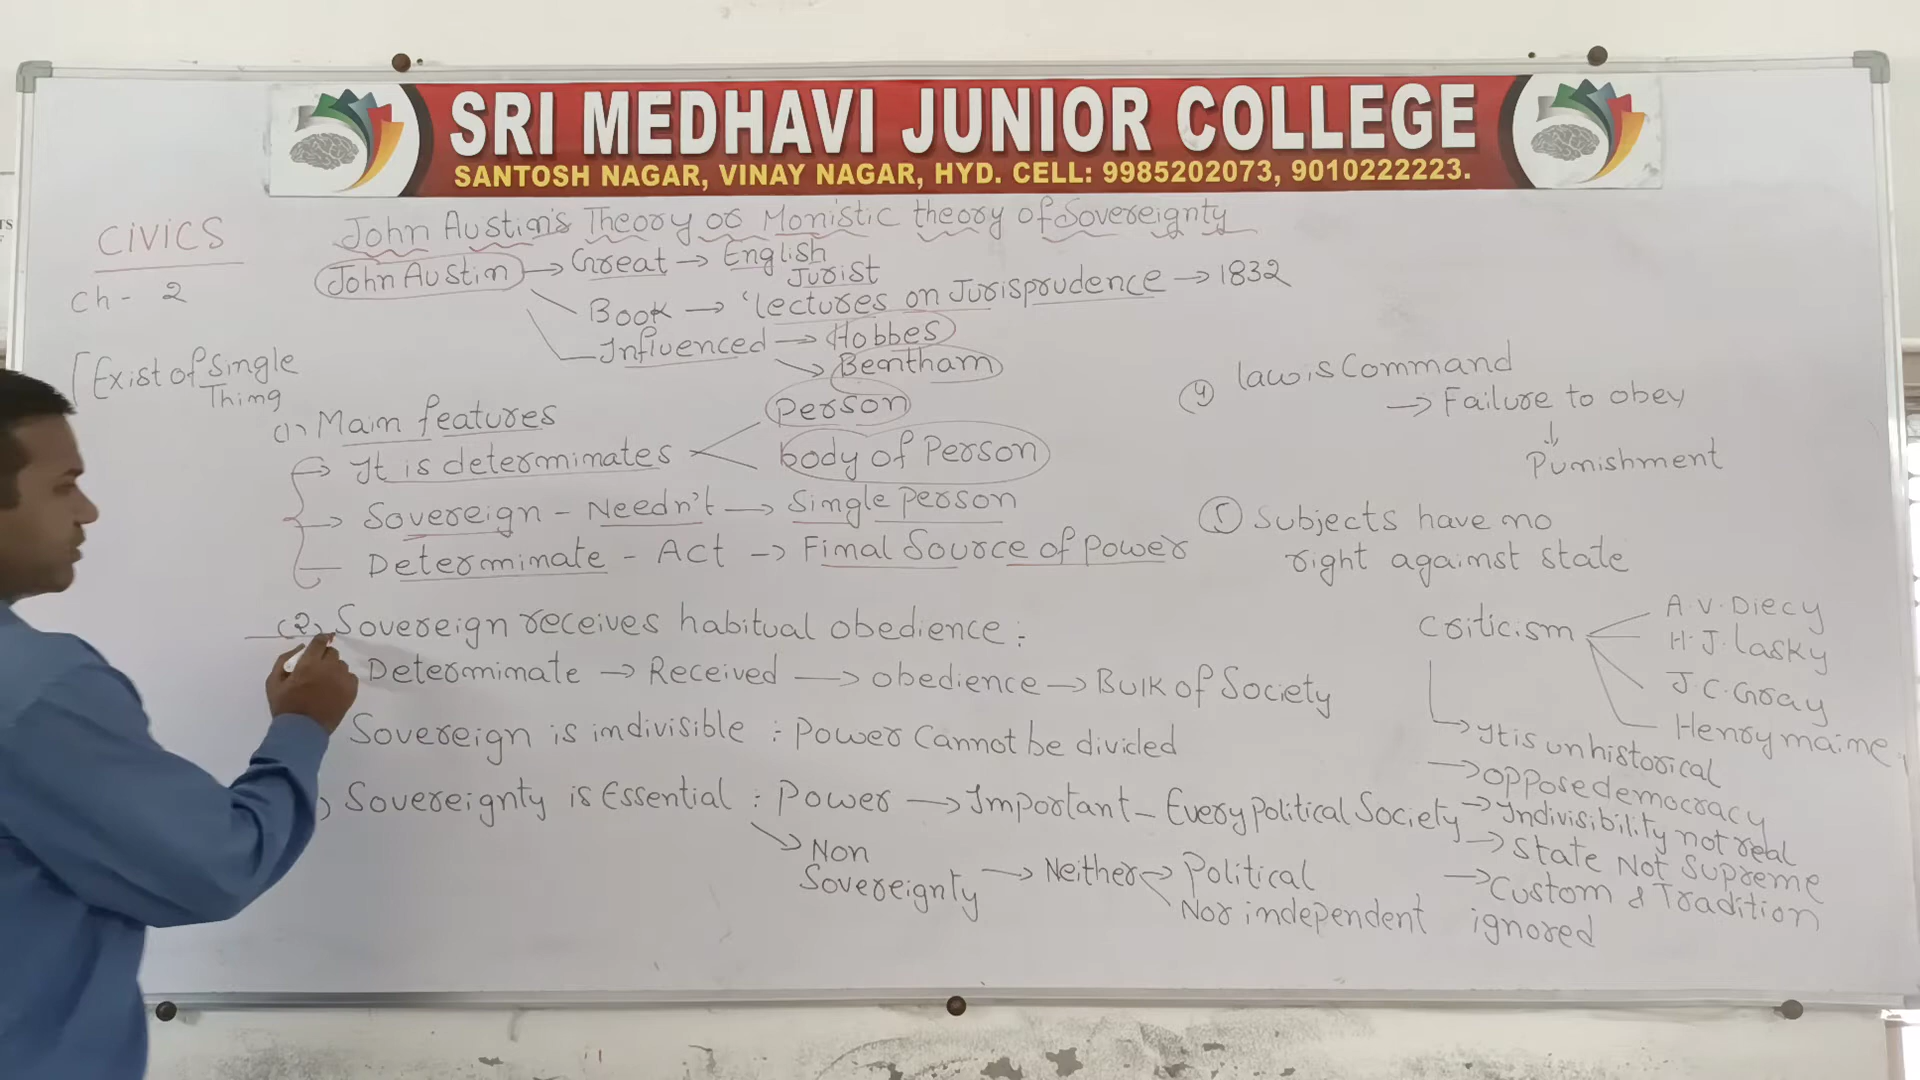 SRI MEDHAVI JUNIOR COLLEGE
SANTOSH NAGAR, VINAY NAGAR, HYD. CELL: 9985202073, 9010222223.
CIVICS
Ch - 2
[Exist of Single
Thing
John Austin's Theory or Monistic theory of Sovereignty
John Austin → Great → English
Jurist
Book → 'lectures on Jurisprudence → 1832
Influenced → Hobbes
→ Bentham
(1) Main features
→ It is determinates
Person
body of Person
→ Sovereign - Needn't → Single person
Determinate - Act → Final Source of power
(2) Sovereign receives habitual obedience :
Determinate → Received → obedience → Bulk of Society
Sovereign is indivisible : Power Cannot be divided
) Sovereignty is Essential : Power → Important - Every political Society
→ Non
Sovereignty → Neither → Political
Nor independent
(4) law is Command
→ Failure to obey
↓
Punishment
(5) Subjects have no
right against state
Criticism
A.V. Diecy
H.J. lasky
J.C. Gray
Henry maine
→ It is unhistorical
→ oppose democracy
→ Indivisibility not real
→ State Not Supreme
→ Custom & Tradition
ignored